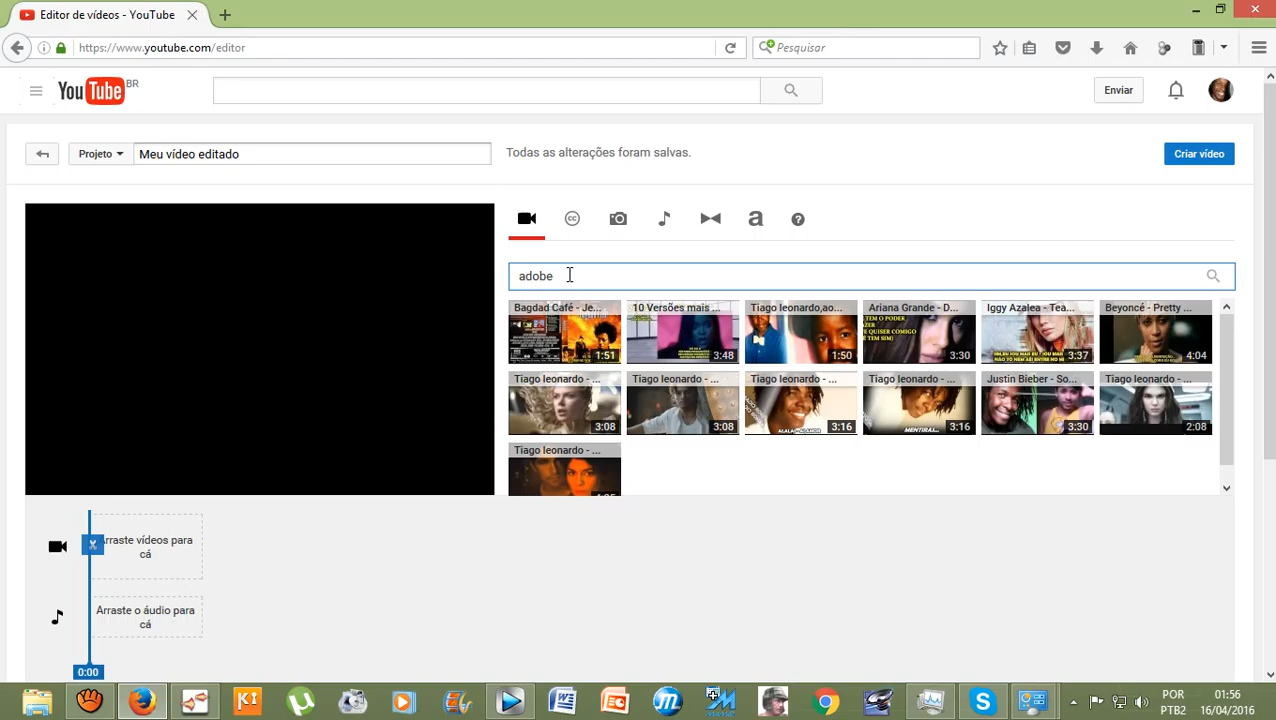 Editor de vídeos - YouTube
https://www.youtube.com/editor
Pesquisar
YouTube BR
Enviar
Projeto
Meu vídeo editado
Todas as alterações foram salvas.
Criar vídeo
cc
a
?
adobe
Bagdad Café - Je...
10 Versões mais ...
Tiago leonardo,ao...
Ariana Grande - D...
Iggy Azalea - Tea...
Beyoncé - Pretty ...
1:51
3:48
1:50
3:30
3:37
4:04
Tiago leonardo - ...
Tiago leonardo - ...
Tiago leonardo - ...
Tiago leonardo - ...
Justin Bieber - So...
Tiago leonardo - ...
MENTIRAS...
3:08
3:08
3:16
3:16
3:30
2:08
Tiago leonardo - ...
Arraste vídeos para
cá
Arraste o áudio para
cá
0:00
Ki
POR
PTB2
01:56
16/04/2016